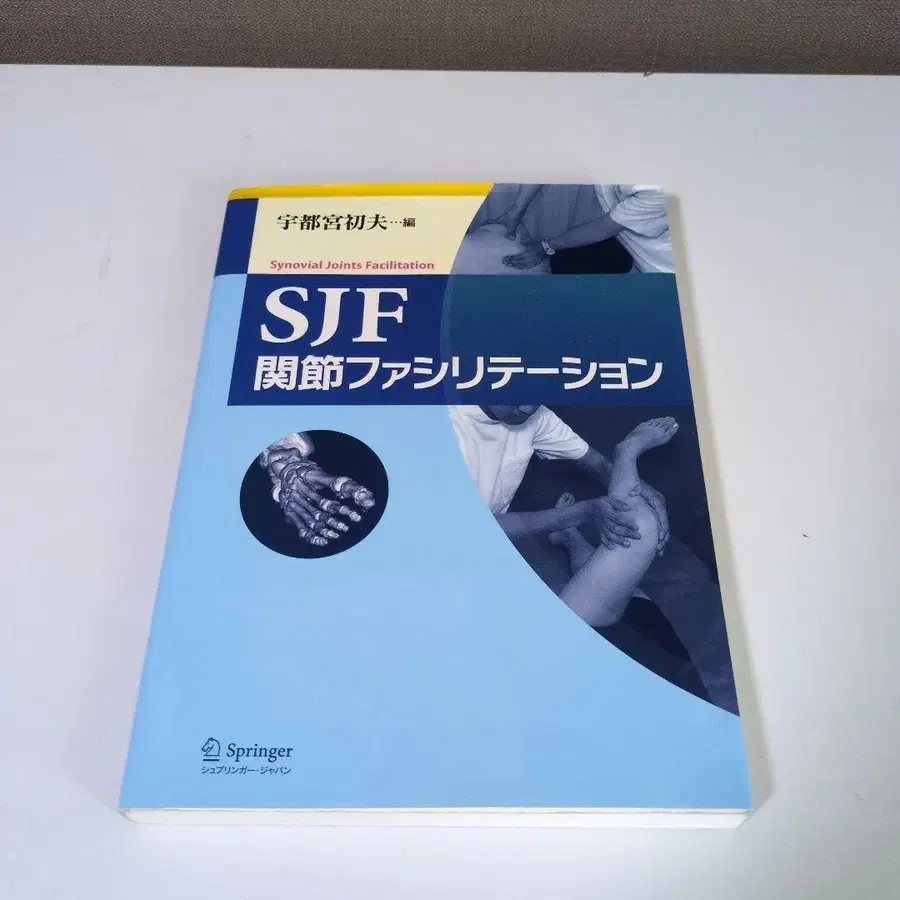 宇都宮初夫…編
Synovial Joints Facilitation
SJF
関節ファシリテーション
Springer
シュプリンガー・ジャパン